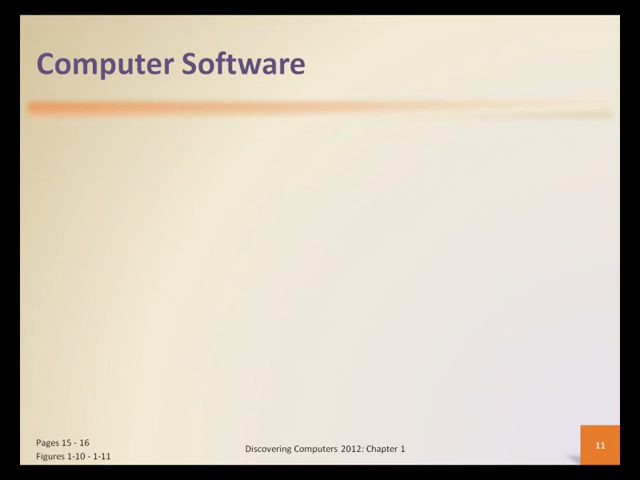 Computer Software
Pages 15 - 16
Figures 1-10 - 1-11
Discovering Computers 2012: Chapter 1
11